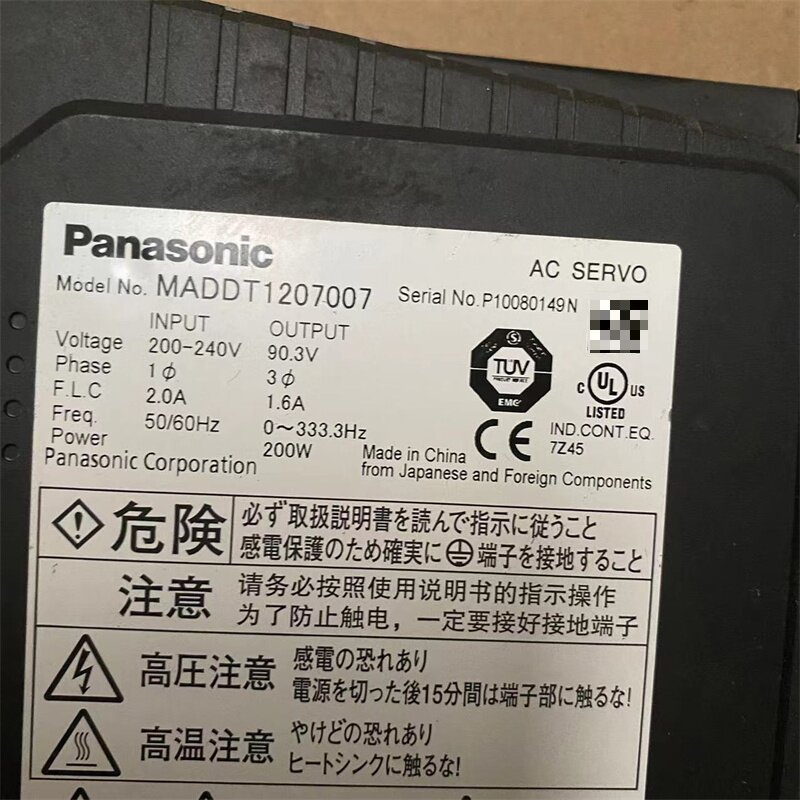 Panasonic
AC SERVO
Model No. MADDT1207007
Serial No. P10080149N
INPUT OUTPUT
Voltage 200-240V 90.3V
Phase 1ϕ 3ϕ
F.L.C 2.0A 1.6A
Freq. 50/60Hz 0～333.3Hz
Power 200W
Panasonic Corporation
S
TÜV
EMC
C UL US
LISTED
IND.CONT.EQ.
7Z45
CE
Made in China
from Japanese and Foreign Components
危険
必ず取扱説明書を読んで指示に従うこと
感電保護のため確実に⏚端子を接地すること
注意
请务必按照使用说明书的指示操作
为了防止触电，一定要接好接地端子
高圧注意
感電の恐れあり
電源を切った後15分間は端子部に触るな!
高温注意
やけどの恐れあり
ヒートシンクに触るな!